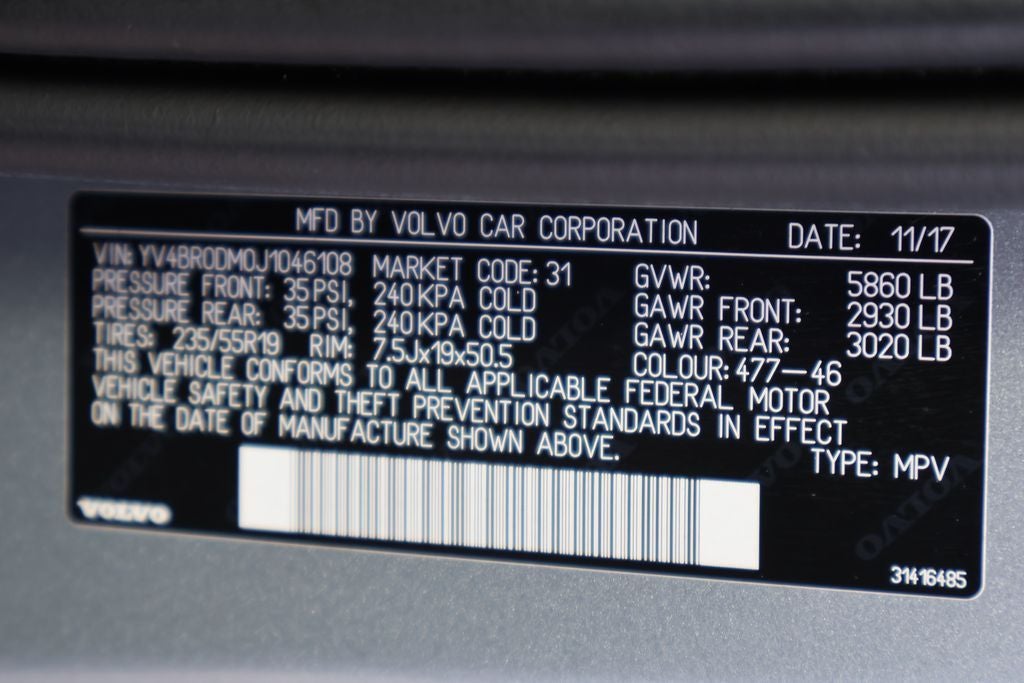 MFD BY VOLVO CAR CORPORATION DATE: 11/17
VIN: YV4BR0DM0J1046108 MARKET CODE: 31 GVWR: 5860 LB
PRESSURE FRONT: 35 PSI, 240 KPA COLD GAWR FRONT: 2930 LB
PRESSURE REAR: 35 PSI, 240 KPA COLD GAWR REAR: 3020 LB
TIRES: 235/55R19 RIM: 7.5Jx19x50.5 COLOUR: 477-46
THIS VEHICLE CONFORMS TO ALL APPLICABLE FEDERAL MOTOR
VEHICLE SAFETY AND THEFT PREVENTION STANDARDS IN EFFECT
ON THE DATE OF MANUFACTURE SHOWN ABOVE. TYPE: MPV
VOLVO
31416485